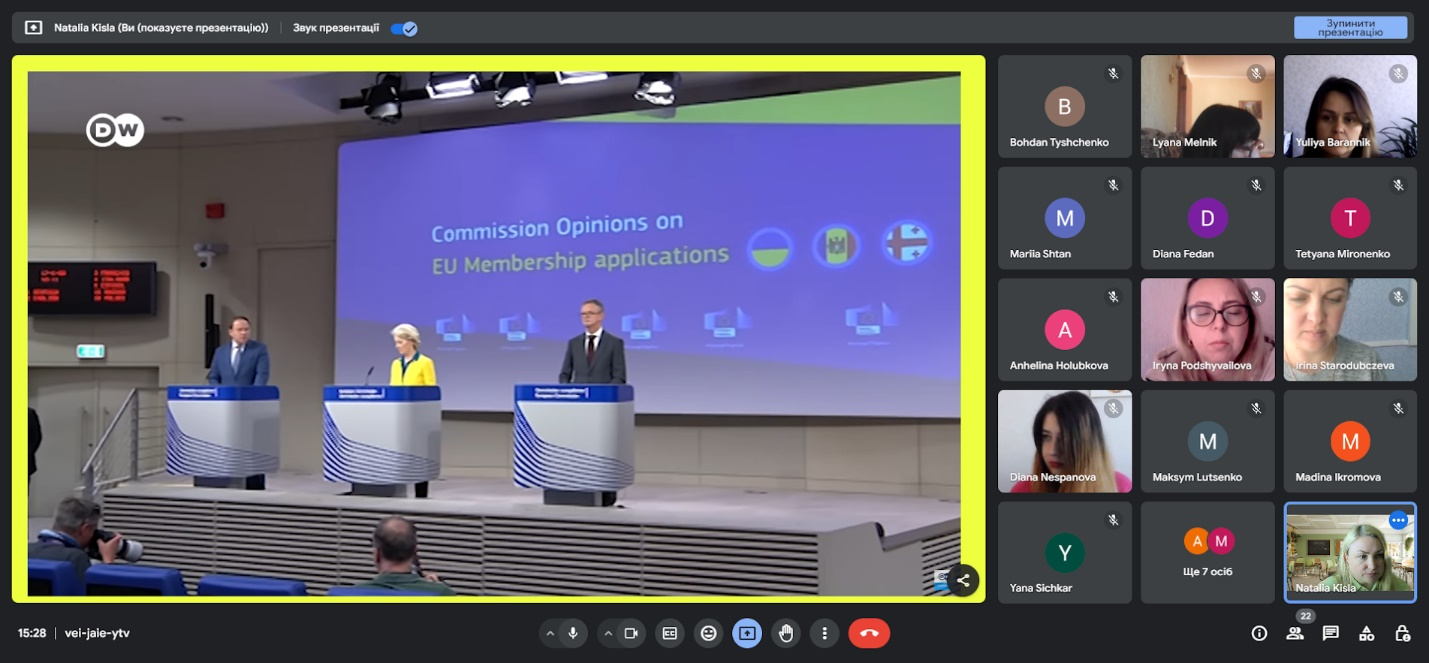 Natalia Kisla (Ви (показуєте презентацію))
Звук презентації
Зупинити
презентацію
DW
Commission Opinions on
EU Membership applications
B
Bohdan Tyshchenko
Lyana Melnik
Yuliya Barannik
M
Mariia Shtan
D
Diana Fedan
T
Tetyana Mironenko
A
Anhelina Holubkova
Iryna Podshyvailova
Irina Starodubczeva
Diana Nespanova
M
Maksym Lutsenko
M
Madina Ikromova
Y
Yana Sichkar
A M
Ще 7 осіб
Natalia Kisla
15:28
vei-jaie-ytv
22